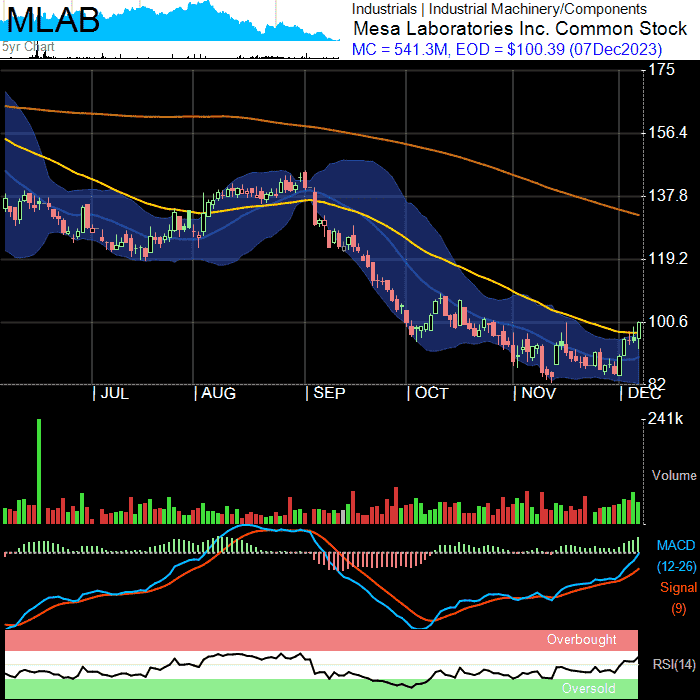 MLAB
5yr Chart
Industrials | Industrial Machinery/Components
Mesa Laboratories Inc. Common Stock
MC = 541.3M, EOD = $100.39 (07Dec2023)
175
156.4
137.8
119.2
100.6
82
| JUL | AUG | SEP | OCT | NOV | DEC
241k
Volume
MACD
(12-26)
Signal
(9)
Overbought
RSI(14)
Oversold